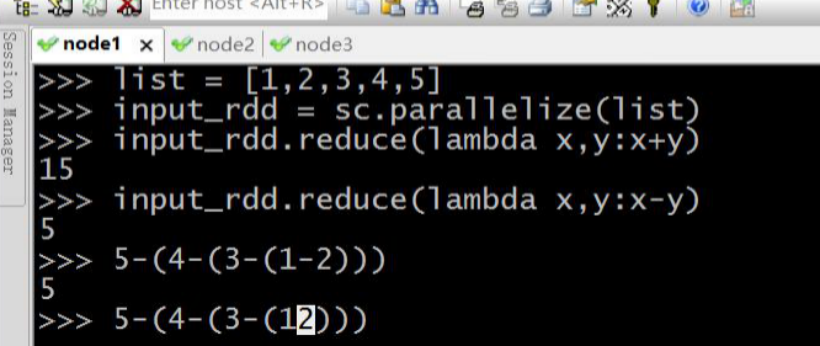 Enter host <Alt+R>
Session Manager
node1 x node2 node3
>>> list = [1,2,3,4,5]
>>> input_rdd = sc.parallelize(list)
>>> input_rdd.reduce(lambda x,y:x+y)
15
>>> input_rdd.reduce(lambda x,y:x-y)
5
>>> 5-(4-(3-(1-2)))
5
>>> 5-(4-(3-(12)))